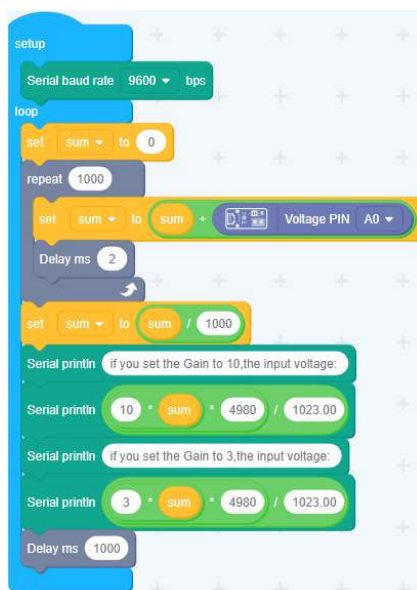 setup
Serial baud rate 9600 bps
loop
set sum to 0
repeat 1000
set sum to sum + Voltage PIN A0
Delay ms 2
set sum to sum / 1000
Serial println if you set the Gain to 10,the input voltage:
Serial println 10 * sum * 4980 / 1023.00
Serial println if you set the Gain to 3,the input voltage:
Serial println 3 * sum * 4980 / 1023.00
Delay ms 1000